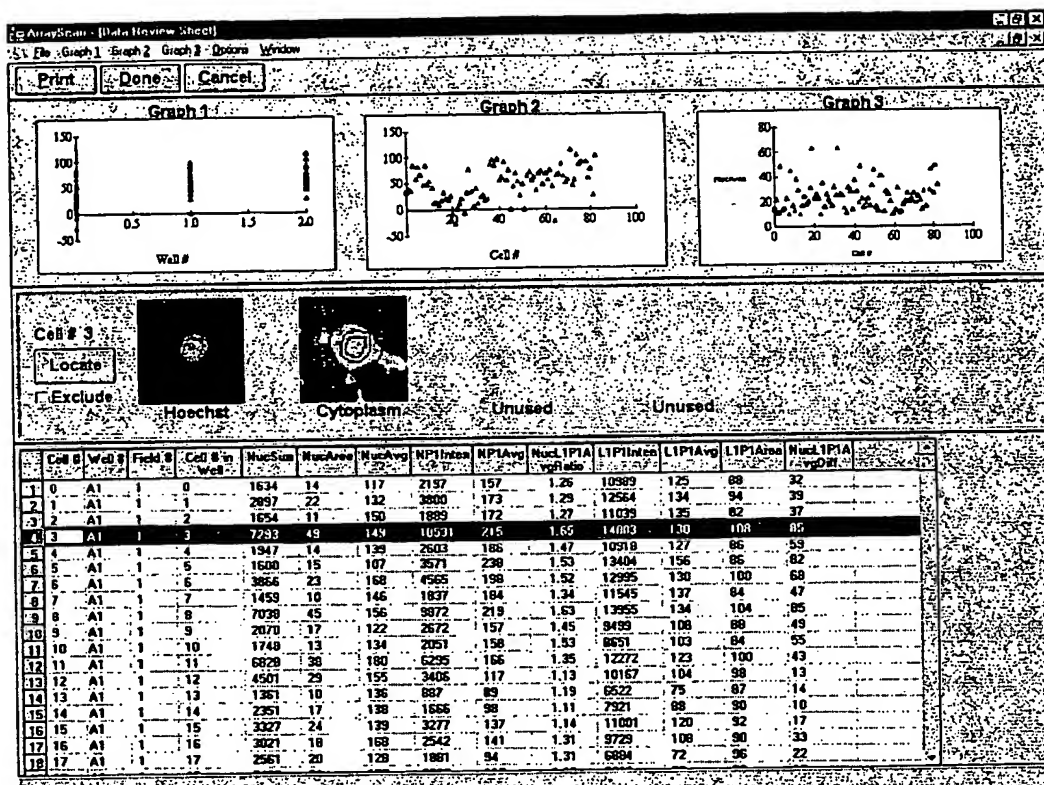 ArrayScan - [Data Review Sheet]
File Graph 1 Graph 2 Graph 3 Options Window
Print Done Cancel
Graph 1 Graph 2 Graph 3
150
100
50
0
-50
0.5 1.0 1.5 2.0
Well #
150
100
50
0
-50
20 40 60 80 100
Cell #
80
60
40
20
0
0 20 40 60 80 100
NucArea
Cell #
Cell # 3
Locate
Exclude
Hoechst Cytoplasm Unused Unused
Cell # Well # Field # Cell # in Well NucSize NucArea NucAvg NP1Inten NP1Avg NucL1P1AvgRatio L1P1Inten L1P1Avg L1P1Area NucL1P1AvgDiff
1 0 A1 1 0 1634 14 117 2197 157 1.26 10989 125 88 32
2 1 A1 1 1 2897 22 132 3800 173 1.29 12564 134 94 39
3 2 A1 1 2 1654 11 150 1889 172 1.27 11039 135 82 37
4 3 A1 1 3 7293 49 149 10531 215 1.65 14003 130 108 85
5 4 A1 1 4 1947 14 139 2603 186 1.47 10918 127 86 59
6 5 A1 1 5 1600 15 107 3571 238 1.53 13404 156 86 82
7 6 A1 1 6 3866 23 168 4565 198 1.52 12995 130 100 68
8 7 A1 1 7 1459 10 146 1837 184 1.34 11545 137 84 47
9 8 A1 1 8 7038 45 156 9872 219 1.63 13955 134 104 85
10 9 A1 1 9 2070 17 122 2672 157 1.45 9499 108 88 49
11 10 A1 1 10 1748 13 134 2051 158 1.53 8651 103 84 55
12 11 A1 1 11 6828 38 180 6295 166 1.35 12272 123 100 43
13 12 A1 1 12 4501 29 155 3406 117 1.13 10167 104 98 13
14 13 A1 1 13 1361 10 136 887 89 1.19 6522 75 87 14
15 14 A1 1 14 2351 17 138 1666 98 1.11 7921 88 90 10
16 15 A1 1 15 3327 24 139 3277 137 1.14 11001 120 92 17
17 16 A1 1 16 3021 18 168 2542 141 1.31 9729 108 90 33
18 17 A1 1 17 2561 20 128 1881 94 1.31 6884 72 96 22